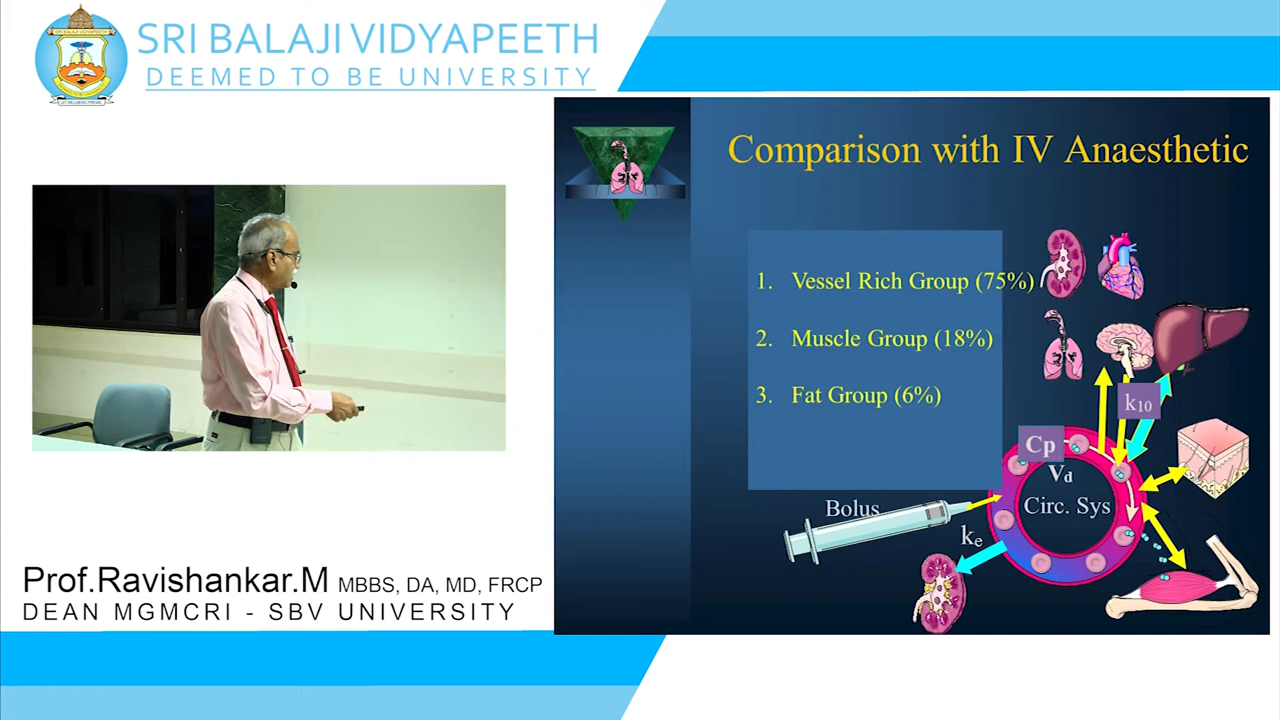 SRI BALAJI VIDYAPEETH
DEEMED TO BE UNIVERSITY
Comparison with IV Anaesthetic
1. Vessel Rich Group (75%)
2. Muscle Group (18%)
3. Fat Group (6%)
k10
Cp
Vd
Circ. Sys
Bolus
ke
Prof.Ravishankar.M MBBS, DA, MD, FRCP
DEAN MGMCRI - SBV UNIVERSITY